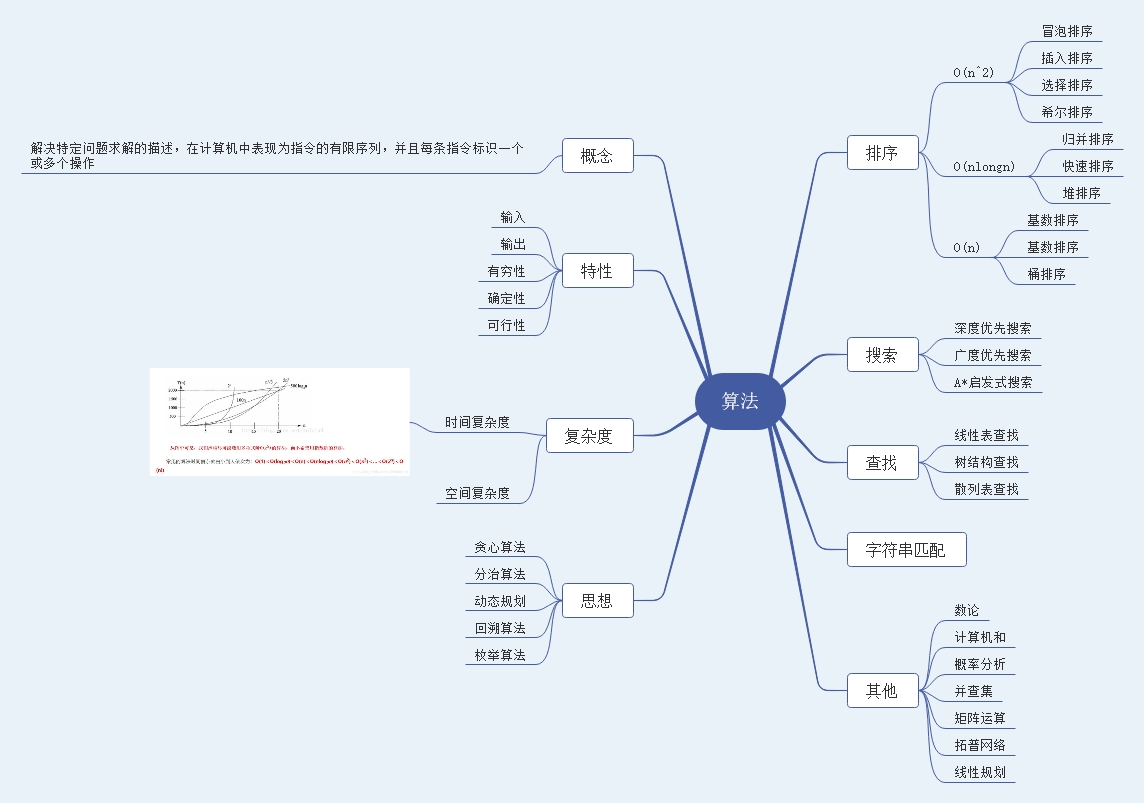 算法
概念
解决特定问题求解的描述，在计算机中表现为指令的有限序列，并且每条指令标识一个
或多个操作
特性
输入
输出
有穷性
确定性
可行性
复杂度
时间复杂度
空间复杂度
思想
贪心算法
分治算法
动态规划
回溯算法
枚举算法
排序
O(n^2)
冒泡排序
插入排序
选择排序
希尔排序
O(nlongn)
归并排序
快速排序
堆排序
O(n)
基数排序
基数排序
桶排序
搜索
深度优先搜索
广度优先搜索
A*启发式搜索
查找
线性表查找
树结构查找
散列表查找
字符串匹配
其他
数论
计算机和
概率分析
并查集
矩阵运算
拓普网络
线性规划